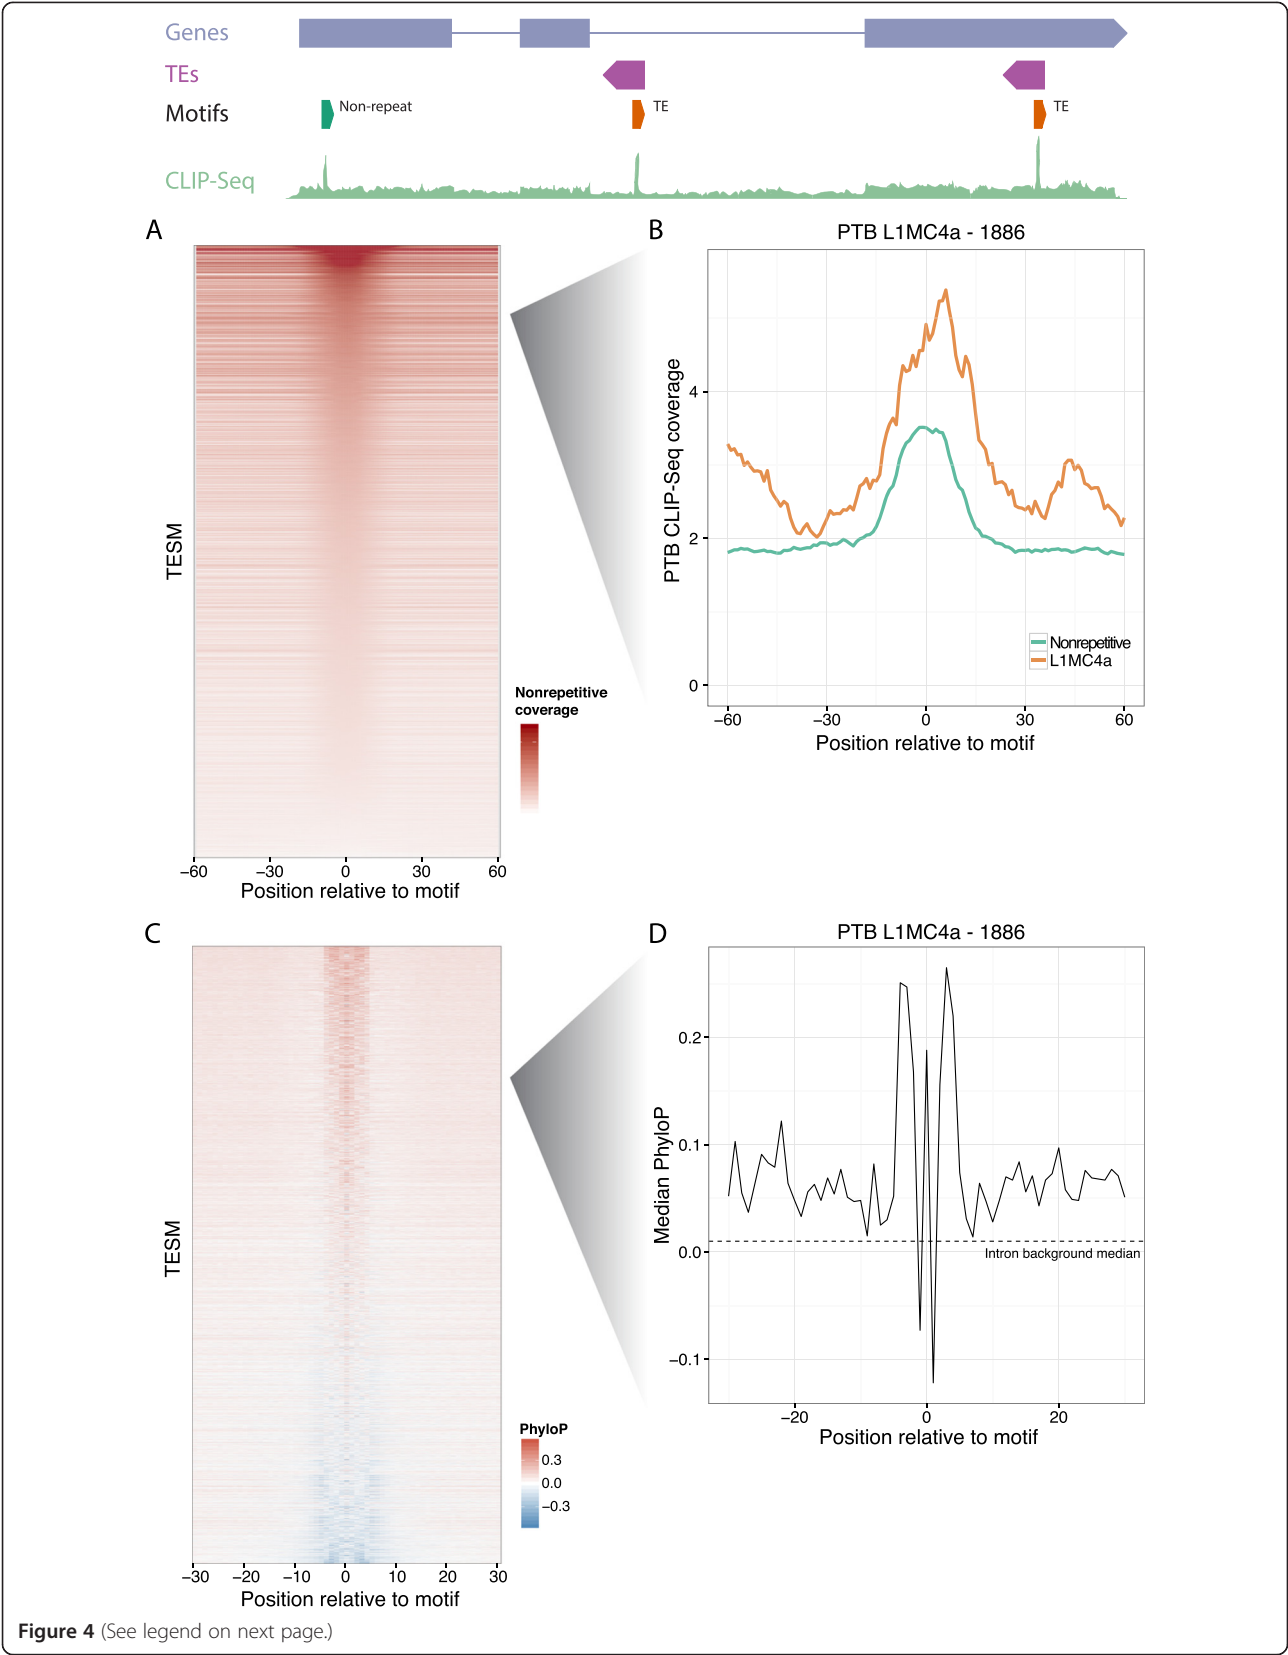 Genes
TEs
Motifs
Non-repeat
TE
TE
CLIP-Seq
A
TESM
−60
−30
0
30
60
Position relative to motif
Nonrepetitive
coverage
B
PTB L1MC4a - 1886
PTB CLIP-Seq coverage
4
2
0
Nonrepetitive
L1MC4a
−60
−30
0
30
60
Position relative to motif
C
TESM
−30
−20
−10
0
10
20
30
Position relative to motif
PhyloP
0.3
0.0
−0.3
D
PTB L1MC4a - 1886
Median PhyloP
0.2
0.1
0.0
−0.1
Intron background median
−20
0
20
Position relative to motif
Figure 4 (See legend on next page.)